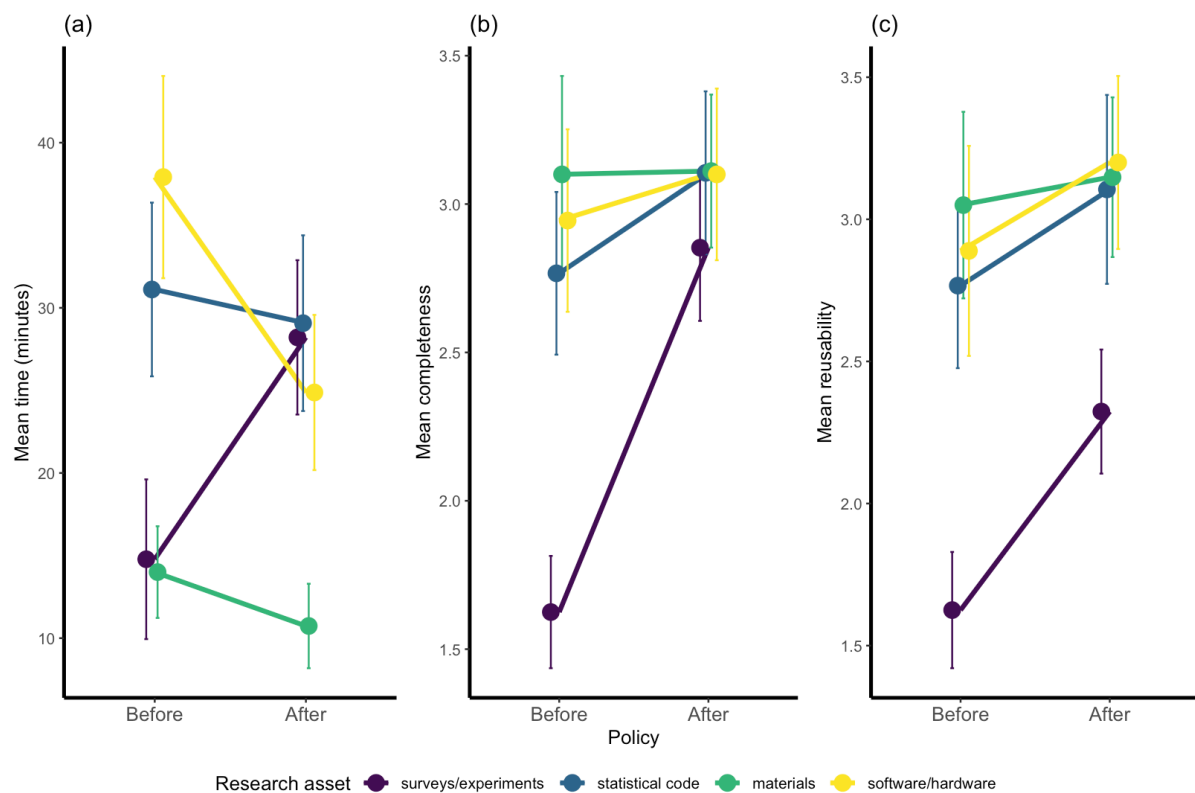 (a)
(b)
(c)
Mean time (minutes)
40
30
20
10
Before
After
Mean completeness
3.5
3.0
2.5
2.0
1.5
Before
After
Mean reusability
3.5
3.0
2.5
2.0
1.5
Before
After
Policy
Research asset surveys/experiments statistical code materials software/hardware